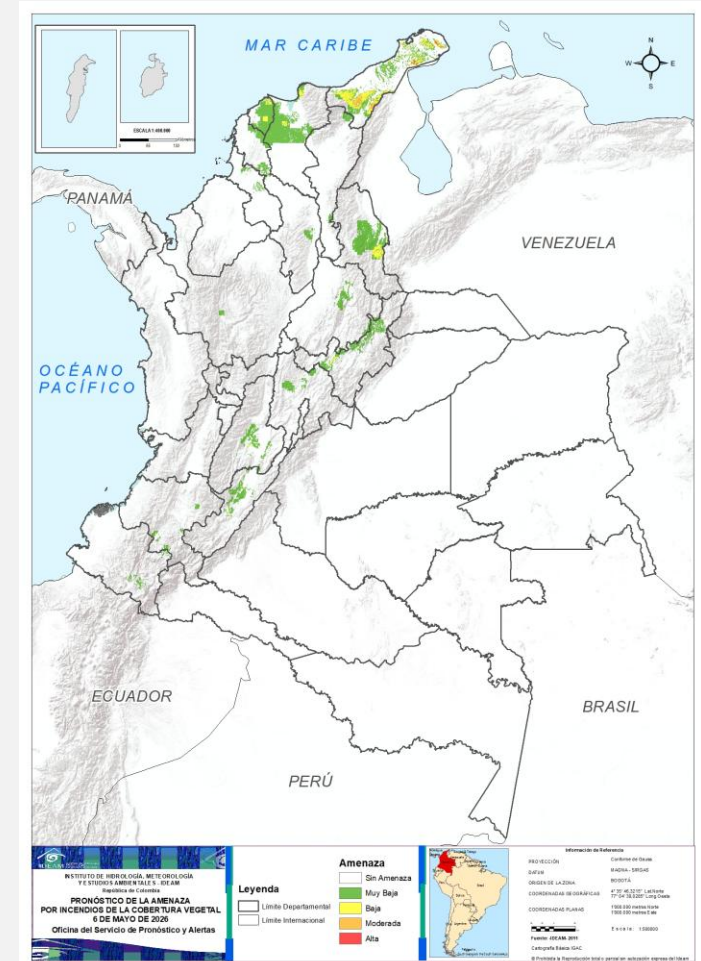 MAR CARIBE
N
W
E
S
ESCALA 1:400.000
PANAMÁ
VENEZUELA
OCÉANO
PACÍFICO
ECUADOR
BRASIL
PERÚ
IDEAM
INSTITUTO DE HIDROLOGÍA, METEOROLOGÍA
Y ESTUDIOS AMBIENTALES - IDEAM
República de Colombia
PRONÓSTICO DE LA AMENAZA
POR INCENDIOS DE LA COBERTURA VEGETAL
6 DE MAYO DE 2026
Oficina del Servicio de Pronóstico y Alertas
Leyenda
Límite Departamental
Límite Internacional
Amenaza
Sin Amenaza
Muy Baja
Baja
Moderada
Alta
Información de Referencia
PROYECCIÓN Conforme de Gauss
DATUM MAGNA - SIRGAS
ORIGEN DE LA ZONA BOGOTÁ
COORDENADAS GEOGRÁFICAS
COORDENADAS PLANAS 1'000.000 metros Norte
1'000.000 metros Este
Fuente: ©IDEAM- 2011
Cartografía Básica: IGAC